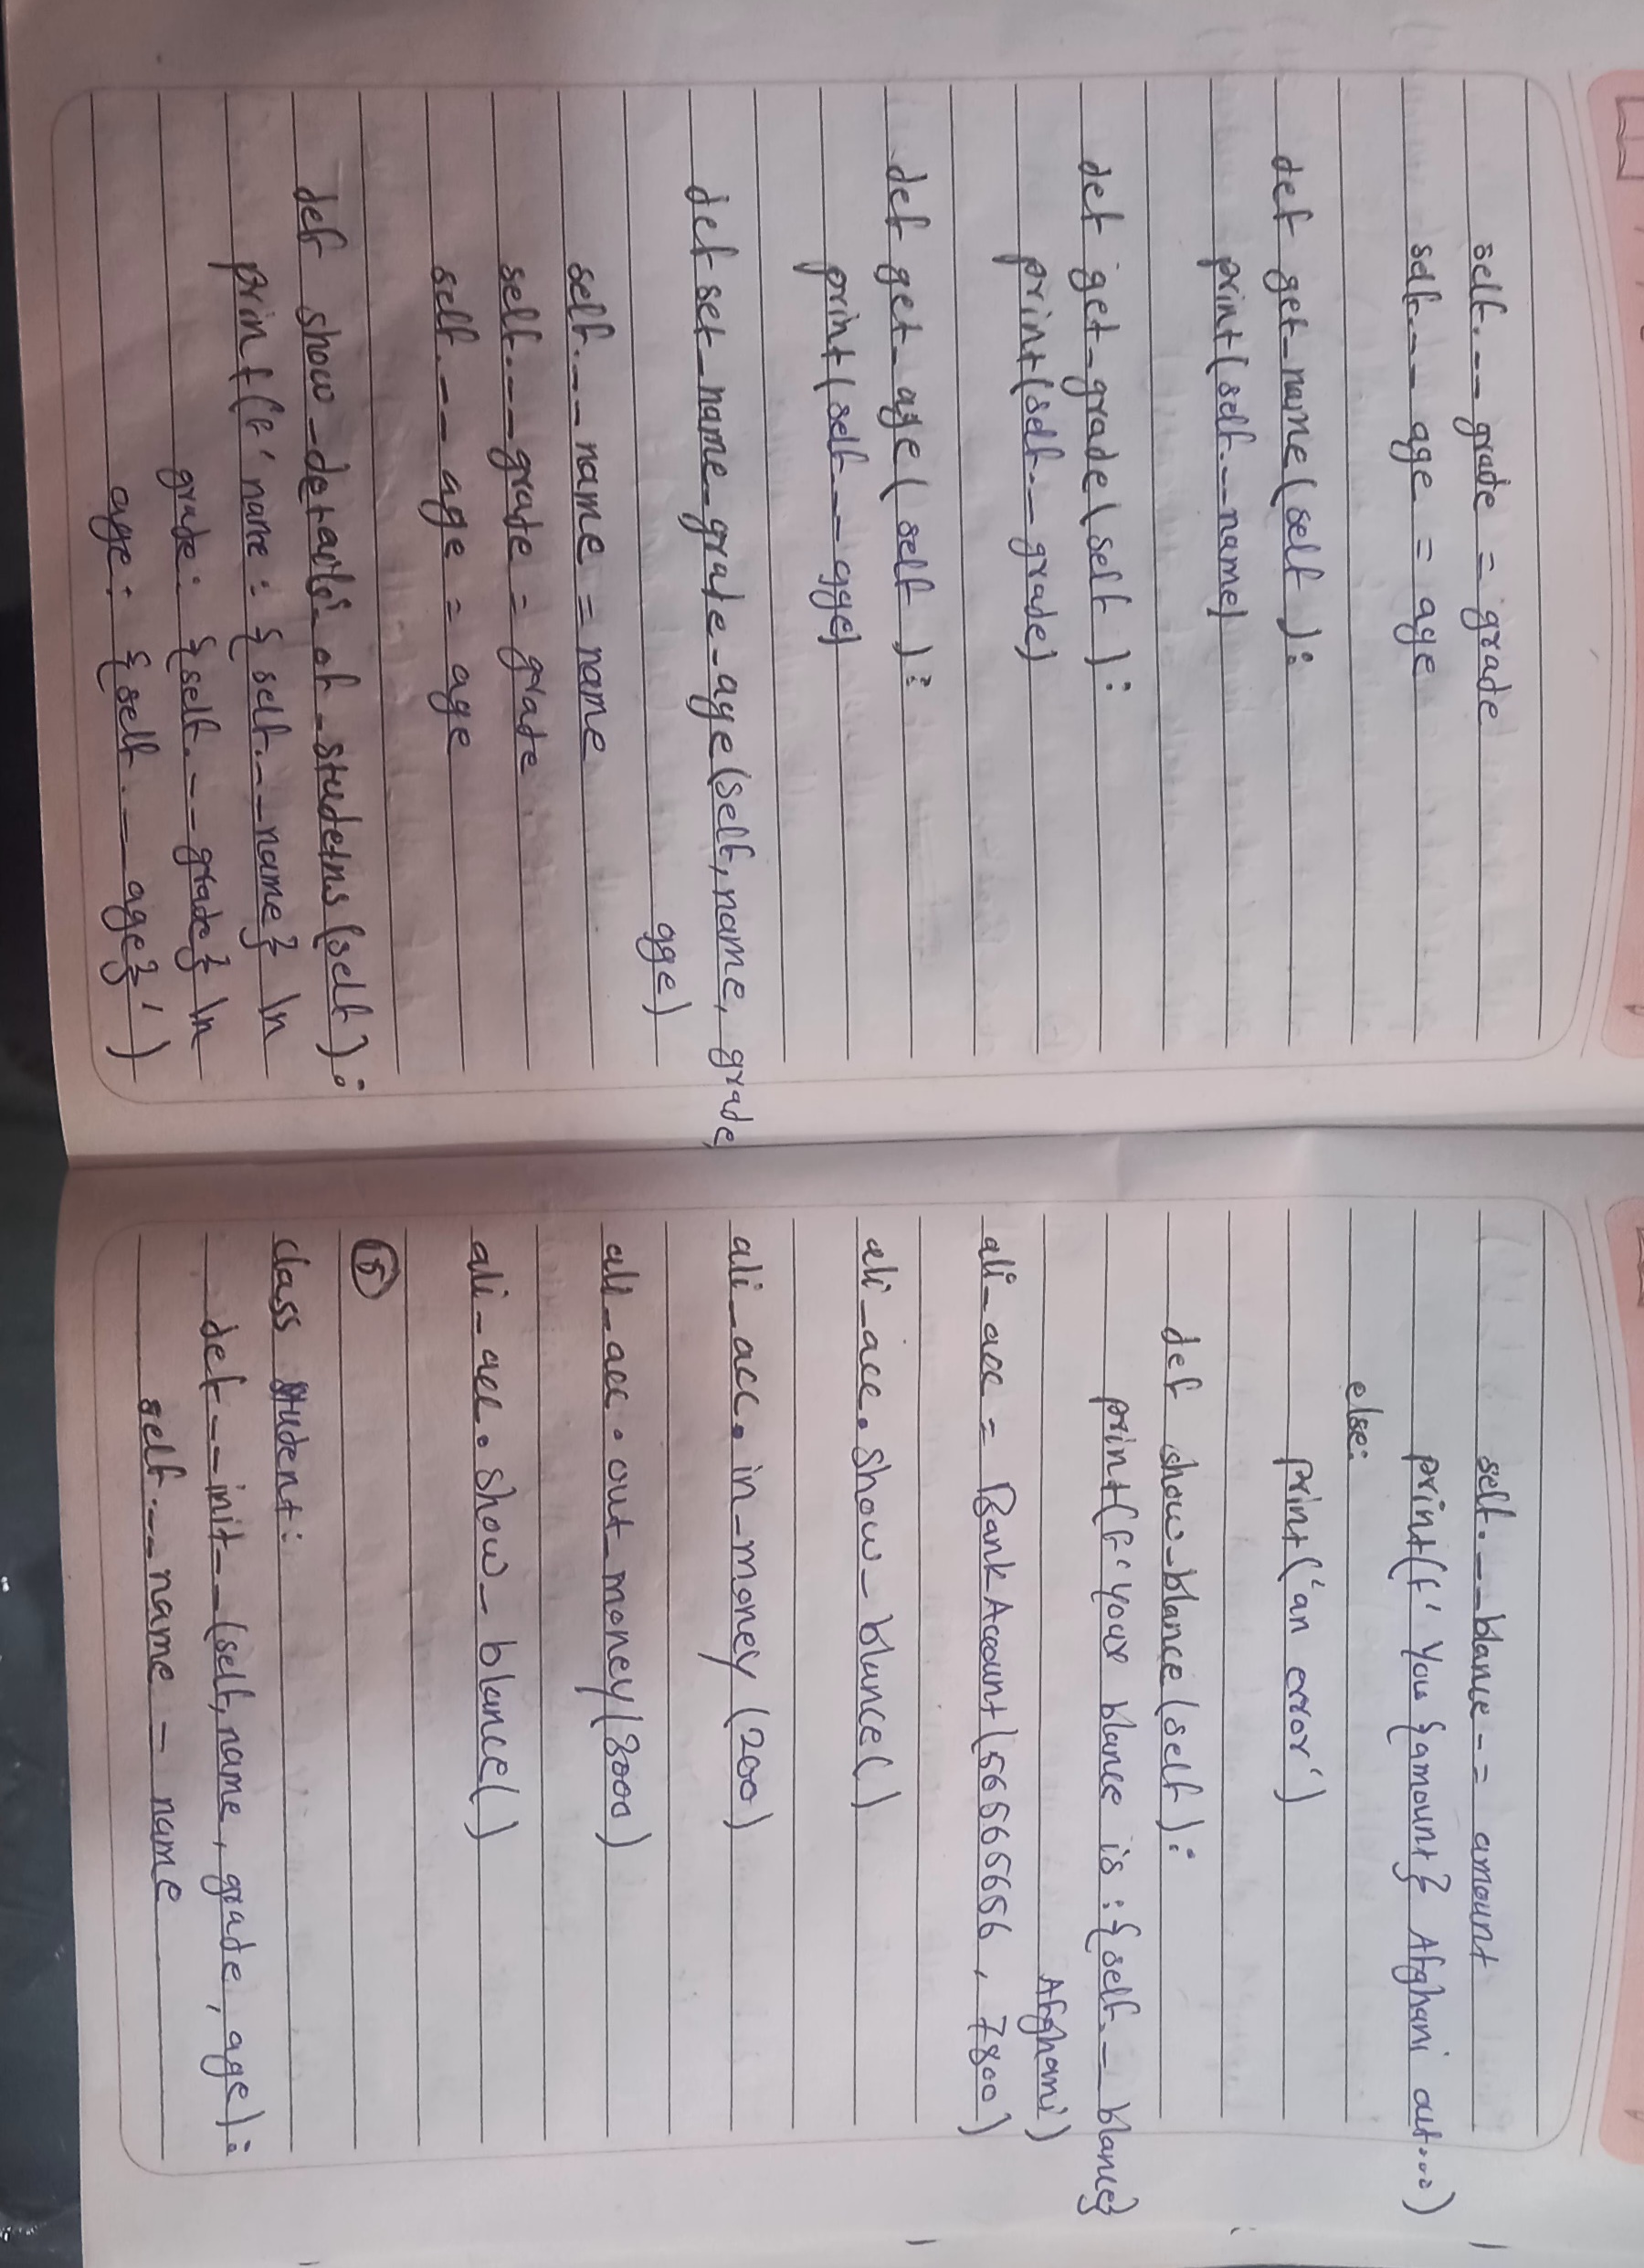 self.__blance -= amount
print(f' You {amount} Afghani out...)
else:
print('an error')
def show_blance(self):
print(f'your blance is : {self.__blance}
Afghani')
ali_acc = BankAccount(5656565656, 7800)
ali_acc.show_blance()
ali_acc.in_money(200)
ali_acc.out_money(3000)
ali_acc.show_blance()
5
class student:
def __init__(self, name, grade, age):
self.__name = name
self.__grade = grade
self.__age = age
def get_name(self):
print(self.__name)
def get_grade(self):
print(self.__grade)
def get_age(self):
print(self.__age)
def set_name_grade_age(self, name, grade,
age)
self.__name = name
self.__grade = grade
self.__age = age
def show_details_of_studetns(self):
print(f'name: {self.__name} \n
grade: {self.__grade} \n
age: {self.__age}')